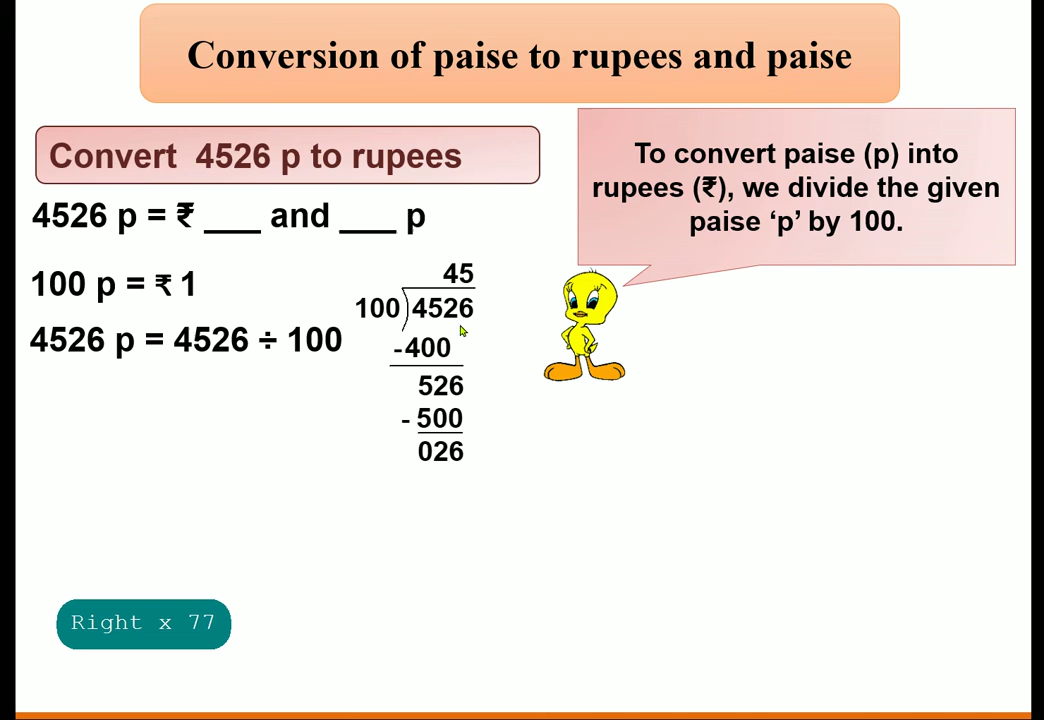 Conversion of paise to rupees and paise
Convert 4526 p to rupees
To convert paise (p) into
rupees (₹), we divide the given
paise ‘p’ by 100.
4526 p = ₹ ___ and ___ p
100 p = ₹ 1
4526 p = 4526 ÷ 100
45
100 4526
-400
526
- 500
026
Right x 77